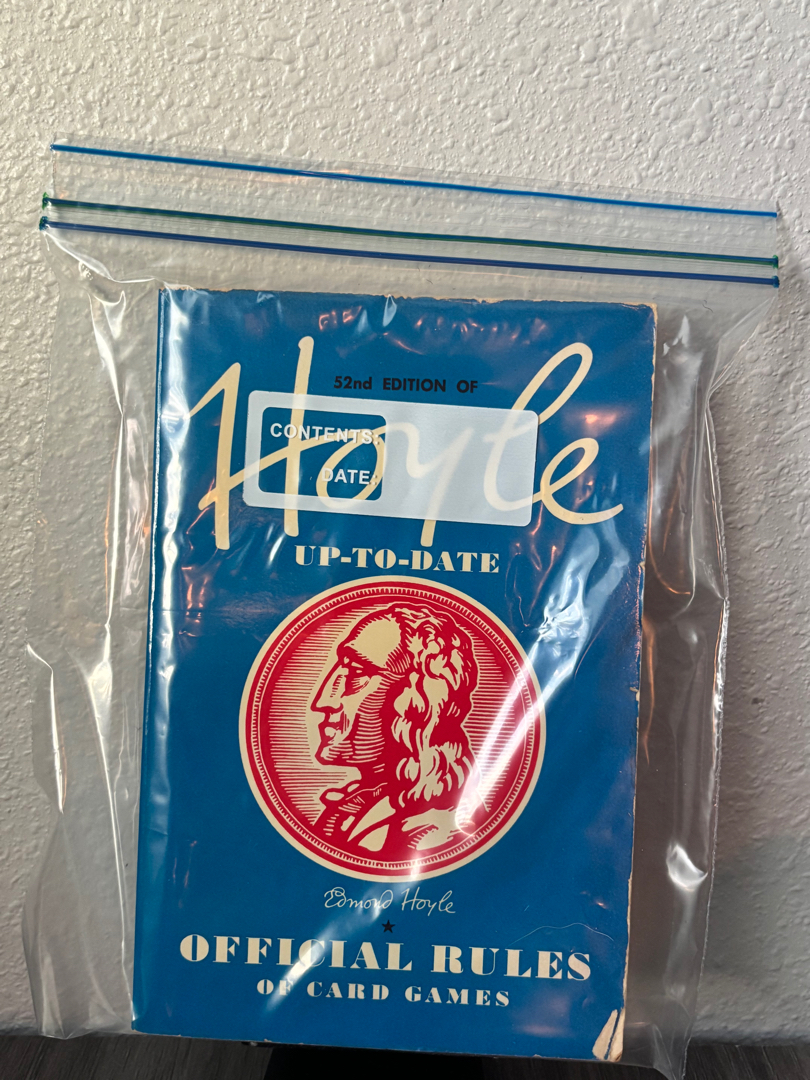 52nd EDITION OF
Hoyle
CONTENTS:
DATE:
UP-TO-DATE
Edmond Hoyle
OFFICIAL RULES
OF CARD GAMES